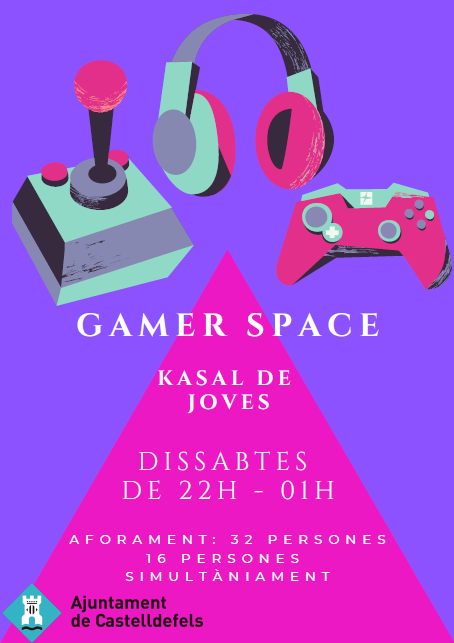 GAMER SPACE
KASAL DE
JOVES
DISSABTES
DE 22H - 01H
AFORAMENT: 32 PERSONES
16 PERSONES
SIMULTÀNIAMENT
Ajuntament
de Castelldefels